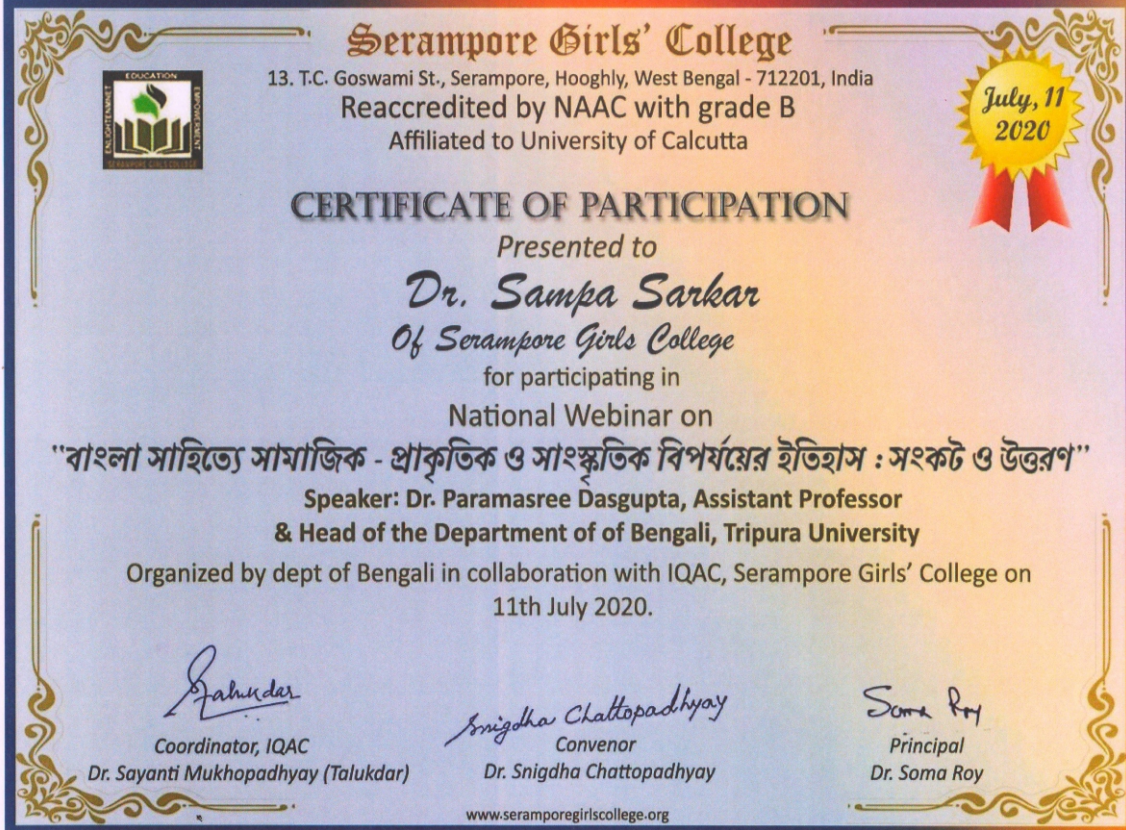 Serampore Girls' College
13. T.C. Goswami St., Serampore, Hooghly, West Bengal - 712201, India
Reaccredited by NAAC with grade B
Affiliated to University of Calcutta
EDUCATION
ENLIGHTENMENT
EMPOWERMENT
SERAMPORE GIRLS COLLEGE
July, 11
2020
CERTIFICATE OF PARTICIPATION
Presented to
Dr. Sampa Sarkar
Of Serampore Girls College
for participating in
National Webinar on
"বাংলা সাহিত্যে সামাজিক - প্রাকৃতিক ও সাংস্কৃতিক বিপর্যয়ের ইতিহাস : সংকট ও উত্তরণ"
Speaker: Dr. Paramasree Dasgupta, Assistant Professor
& Head of the Department of of Bengali, Tripura University
Organized by dept of Bengali in collaboration with IQAC, Serampore Girls' College on
11th July 2020.
Talukdar
Coordinator, IQAC
Dr. Sayanti Mukhopadhyay (Talukdar)
Snigdha Chattopadhyay
Convenor
Dr. Snigdha Chattopadhyay
Soma Roy
Principal
Dr. Soma Roy
www.seramporegirlscollege.org